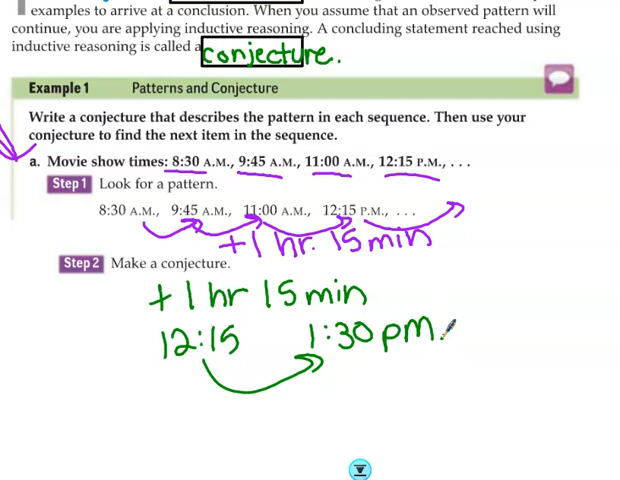 examples to arrive at a conclusion. When you assume that an observed pattern will
continue, you are applying inductive reasoning. A concluding statement reached using
inductive reasoning is called a conjecture.
Example 1 Patterns and Conjecture
Write a conjecture that describes the pattern in each sequence. Then use your
conjecture to find the next item in the sequence.
a. Movie show times: 8:30 A.M., 9:45 A.M., 11:00 A.M., 12:15 P.M., . . .
Step 1 Look for a pattern.
8:30 A.M., 9:45 A.M., 11:00 A.M., 12:15 P.M., . . .
+1 hr. 15 min
Step 2 Make a conjecture.
+ 1 hr 15 min
12:15 1:30 pm.